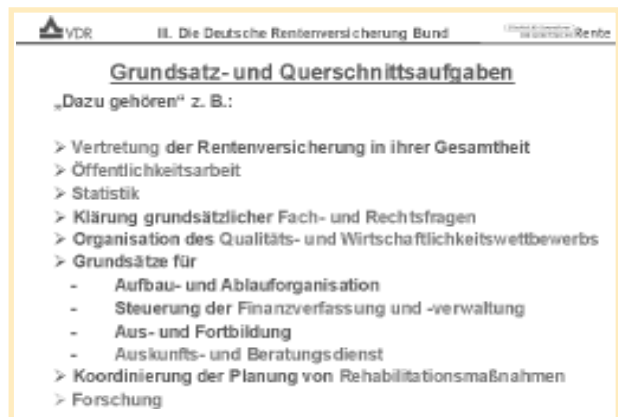 VDR III. Die Deutsche Rentenversicherung Bund Rente
Grundsatz- und Querschnittsaufgaben
„Dazu gehören“ z. B.:
➢ Vertretung der Rentenversicherung in ihrer Gesamtheit
➢ Öffentlichkeitsarbeit
➢ Statistik
➢ Klärung grundsätzlicher Fach- und Rechtsfragen
➢ Organisation des Qualitäts- und Wirtschaftlichkeitswettbewerbs
➢ Grundsätze für
- Aufbau- und Ablauforganisation
- Steuerung der Finanzverfassung und -verwaltung
- Aus- und Fortbildung
- Auskunfts- und Beratungsdienst
➢ Koordinierung der Planung von Rehabilitationsmaßnahmen
➢ Forschung